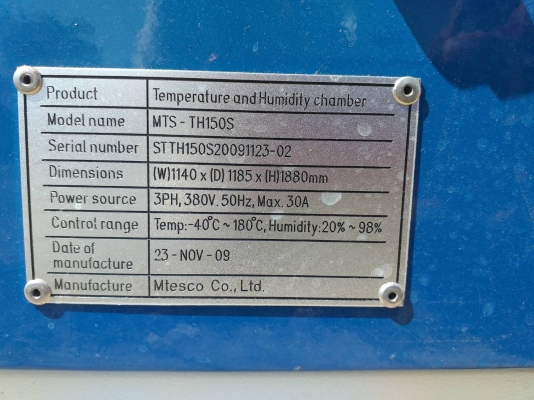 Product Temperature and Humidity chamber
Model name MTS - TH150S
Serial number STTH150S20091123-02
Dimensions (W)1140 x (D) 1185 x (H)1880mm
Power source 3PH, 380V. 50Hz, Max. 30A
Control range Temp:-40°C ~ 180°C, Humidity:20% ~ 98%
Date of manufacture 23 - NOV - 09
Manufacture Mtesco Co., Ltd.